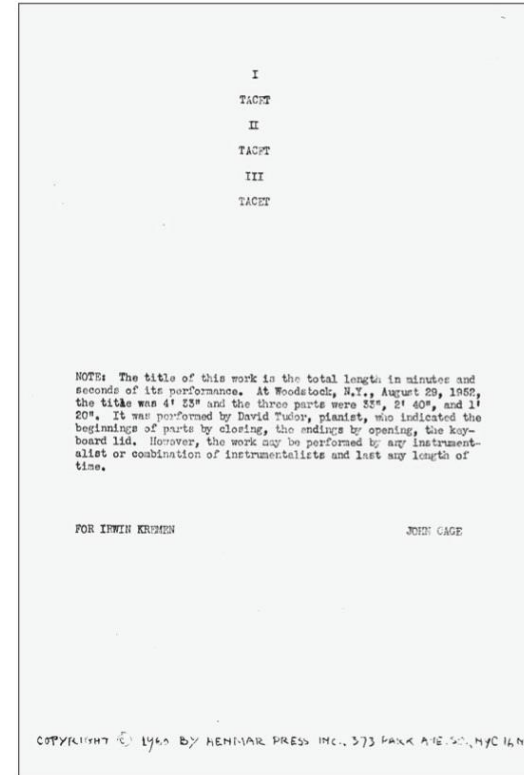 I
TACET
II
TACET
III
TACET
NOTE: The title of this work is the total length in minutes and
seconds of its performance. At Woodstock, N.Y., August 29, 1952,
the title was 4' 33" and the three parts were 33", 2' 40", and 1'
20". It was performed by David Tudor, pianist, who indicated the
beginnings of parts by closing, the endings by opening, the key-
board lid. However, the work may be performed by any instrument-
alist or combination of instrumentalists and last any length of
time.
FOR IRWIN KREMEN JOHN CAGE
COPYRIGHT © 1960 BY HENMAR PRESS INC., 373 PARK AVE. SO., NYC 16 N